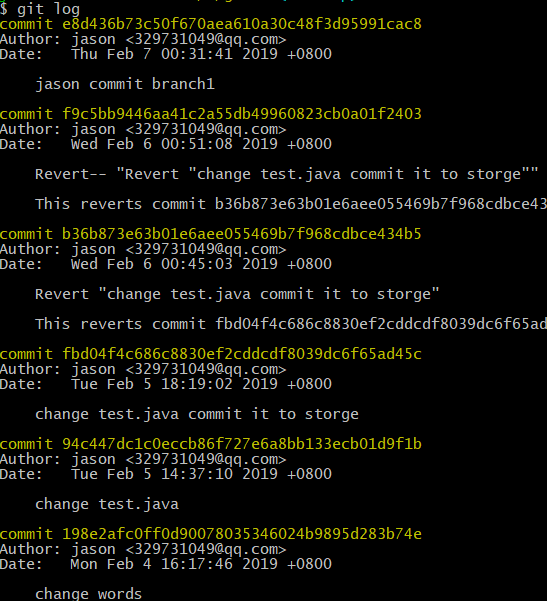 $ git log
commit e8d436b73c50f670aea610a30c48f3d95991cac8
Author: jason <329731049@qq.com>
Date:   Thu Feb 7 00:31:41 2019 +0800
jason commit branch1
commit f9c5bb9446aa41c2a55db49960823cb0a01f2403
Author: jason <329731049@qq.com>
Date:   Wed Feb 6 00:51:08 2019 +0800
Revert-- "Revert "change test.java commit it to storge""
This reverts commit b36b873e63b01e6aee055469b7f968cdbce43
commit b36b873e63b01e6aee055469b7f968cdbce434b5
Author: jason <329731049@qq.com>
Date:   Wed Feb 6 00:45:03 2019 +0800
Revert "change test.java commit it to storge"
This reverts commit fbd04f4c686c8830ef2cddcdf8039dc6f65ad
commit fbd04f4c686c8830ef2cddcdf8039dc6f65ad45c
Author: jason <329731049@qq.com>
Date:   Tue Feb 5 18:19:02 2019 +0800
change test.java commit it to storge
commit 94c447dc1c0eccb86f727e6a8bb133ecb01d9f1b
Author: jason <329731049@qq.com>
Date:   Tue Feb 5 14:37:10 2019 +0800
change test.java
commit 198e2afc0ff0d90078035346024b9895d283b74e
Author: jason <329731049@qq.com>
Date:   Mon Feb 4 16:17:46 2019 +0800
change words